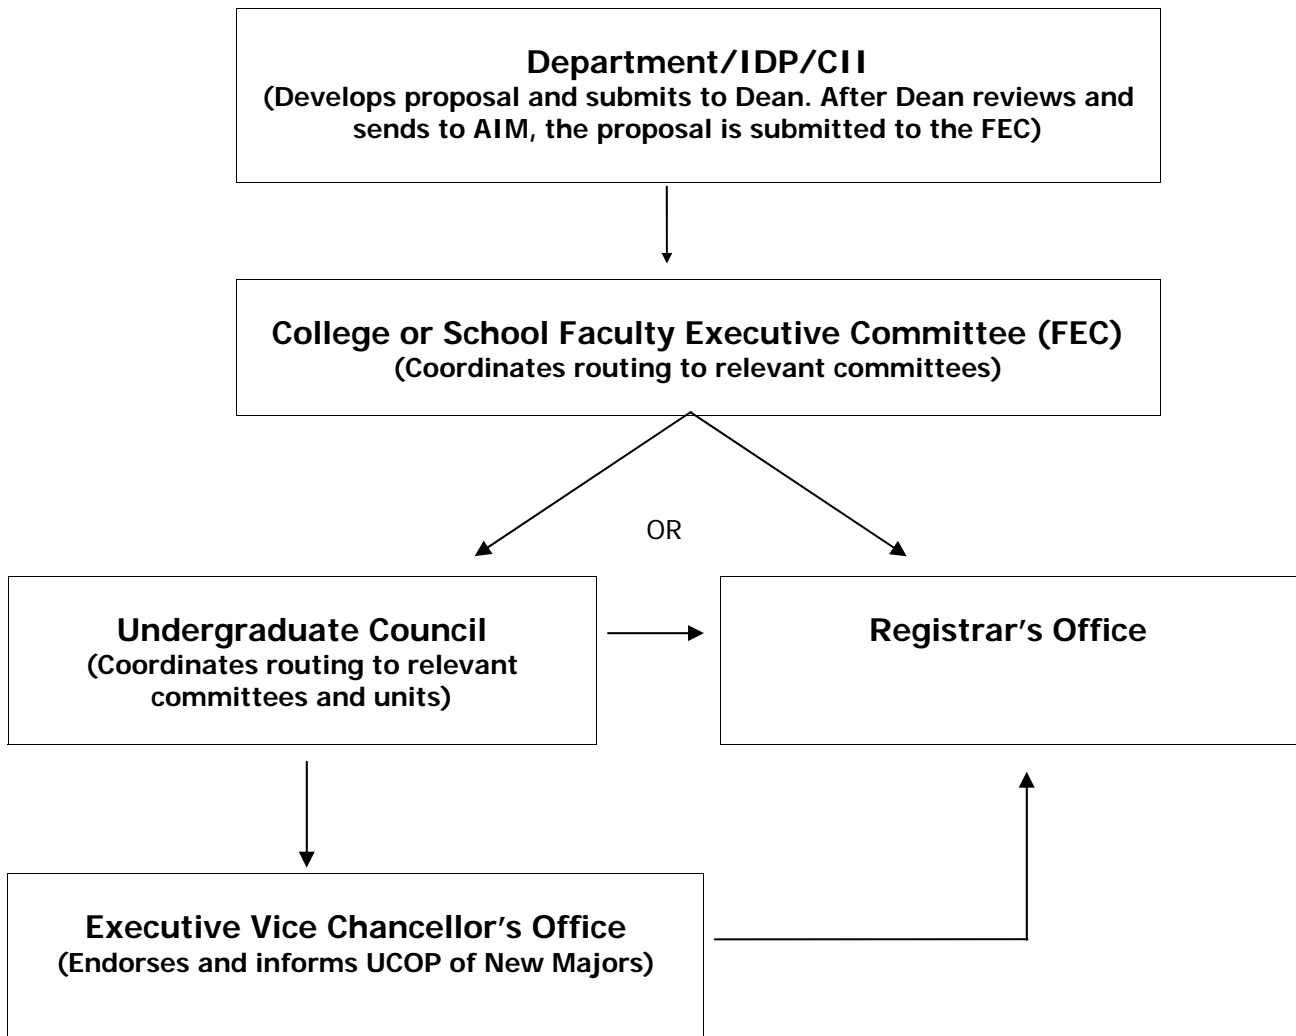 Department/IDP/CII
(Develops proposal and submits to Dean. After Dean reviews and
sends to AIM, the proposal is submitted to the FEC)
College or School Faculty Executive Committee (FEC)
(Coordinates routing to relevant committees)
OR
Undergraduate Council
(Coordinates routing to relevant
committees and units)
Registrar's Office
Executive Vice Chancellor's Office
(Endorses and informs UCOP of New Majors)